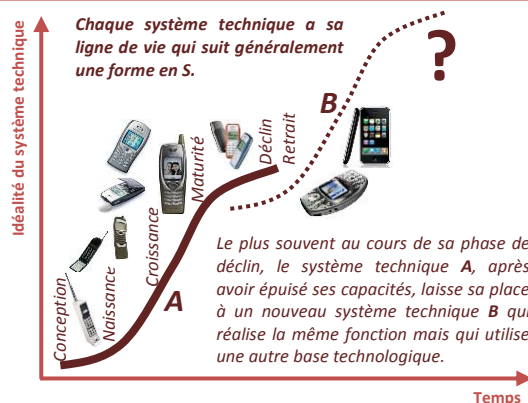 Idéalité du système technique
Chaque système technique a sa
ligne de vie qui suit généralement
une forme en S.
?
B
Conception
Naissance
Croissance
Maturité
Déclin
Retrait
A
Le plus souvent au cours de sa phase de
déclin, le système technique A, après
avoir épuisé ses capacités, laisse sa place
à un nouveau système technique B qui
réalise la même fonction mais qui utilise
une autre base technologique.
Temps